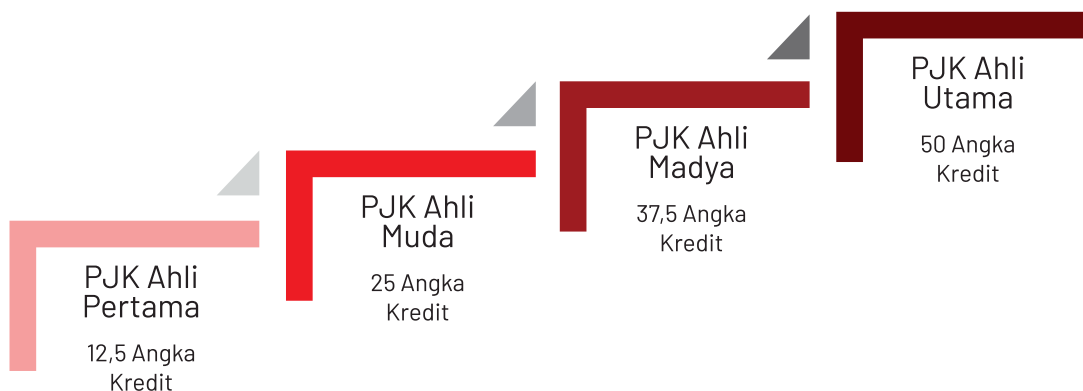 PJK Ahli
Pertama
12,5 Angka
Kredit
PJK Ahli
Muda
25 Angka
Kredit
PJK Ahli
Madya
37,5 Angka
Kredit
PJK Ahli
Utama
50 Angka
Kredit